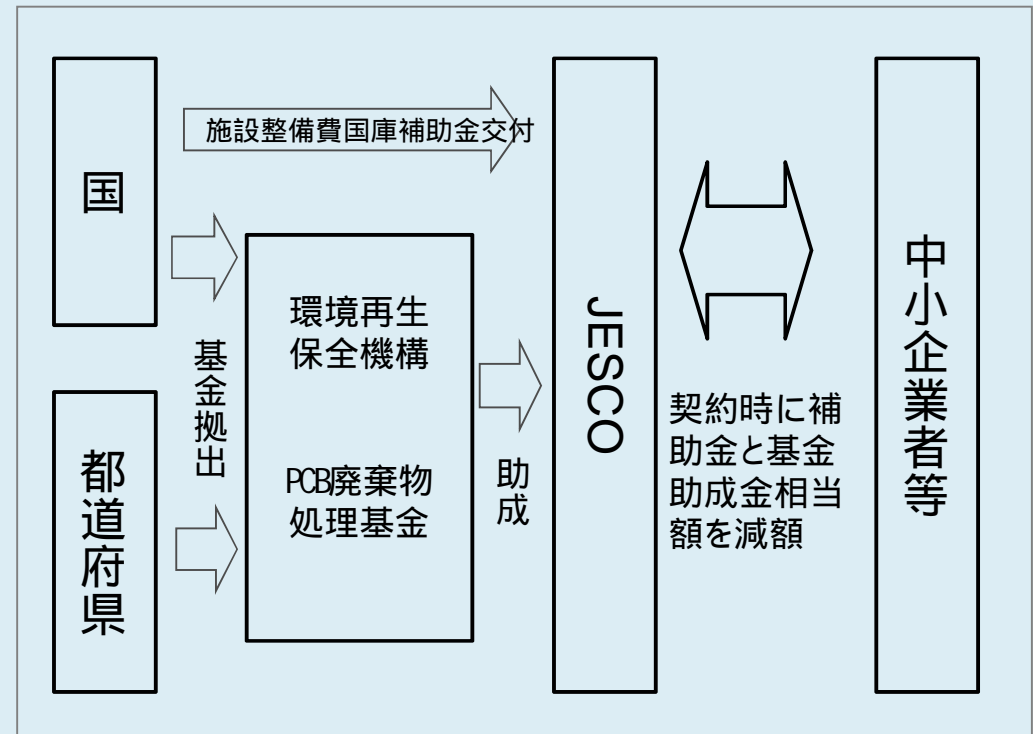 国
施設整備費国庫補助金交付
都道府県
基金拠出
環境再生
保全機構
PCB廃棄物
処理基金
助成
JESCO
契約時に補
助金と基金
助成金相当
額を減額
中小企業者等